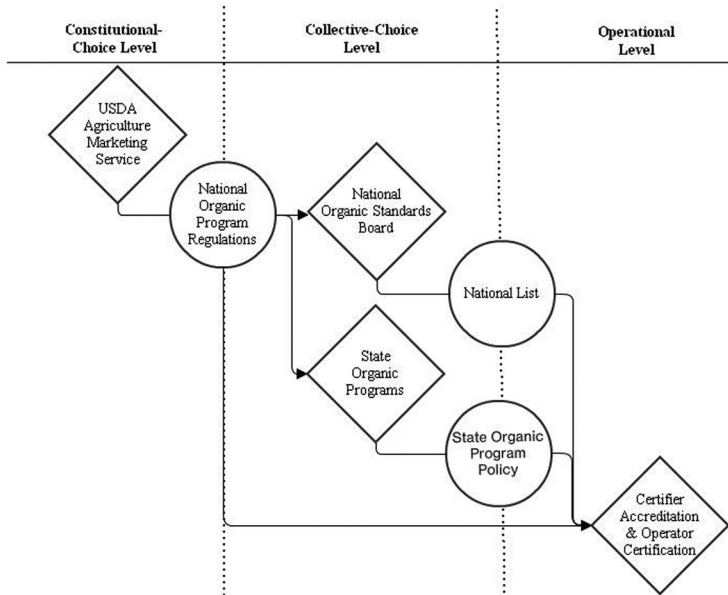 Constitutional-
Choice Level
Collective-Choice
Level
Operational
Level
USDA
Agriculture
Marketing
Service
National
Organic
Program
Regulations
National
Organic Standards
Board
National List
State
Organic
Programs
State Organic
Program
Policy
Certifier
Accreditation
& Operator
Certification